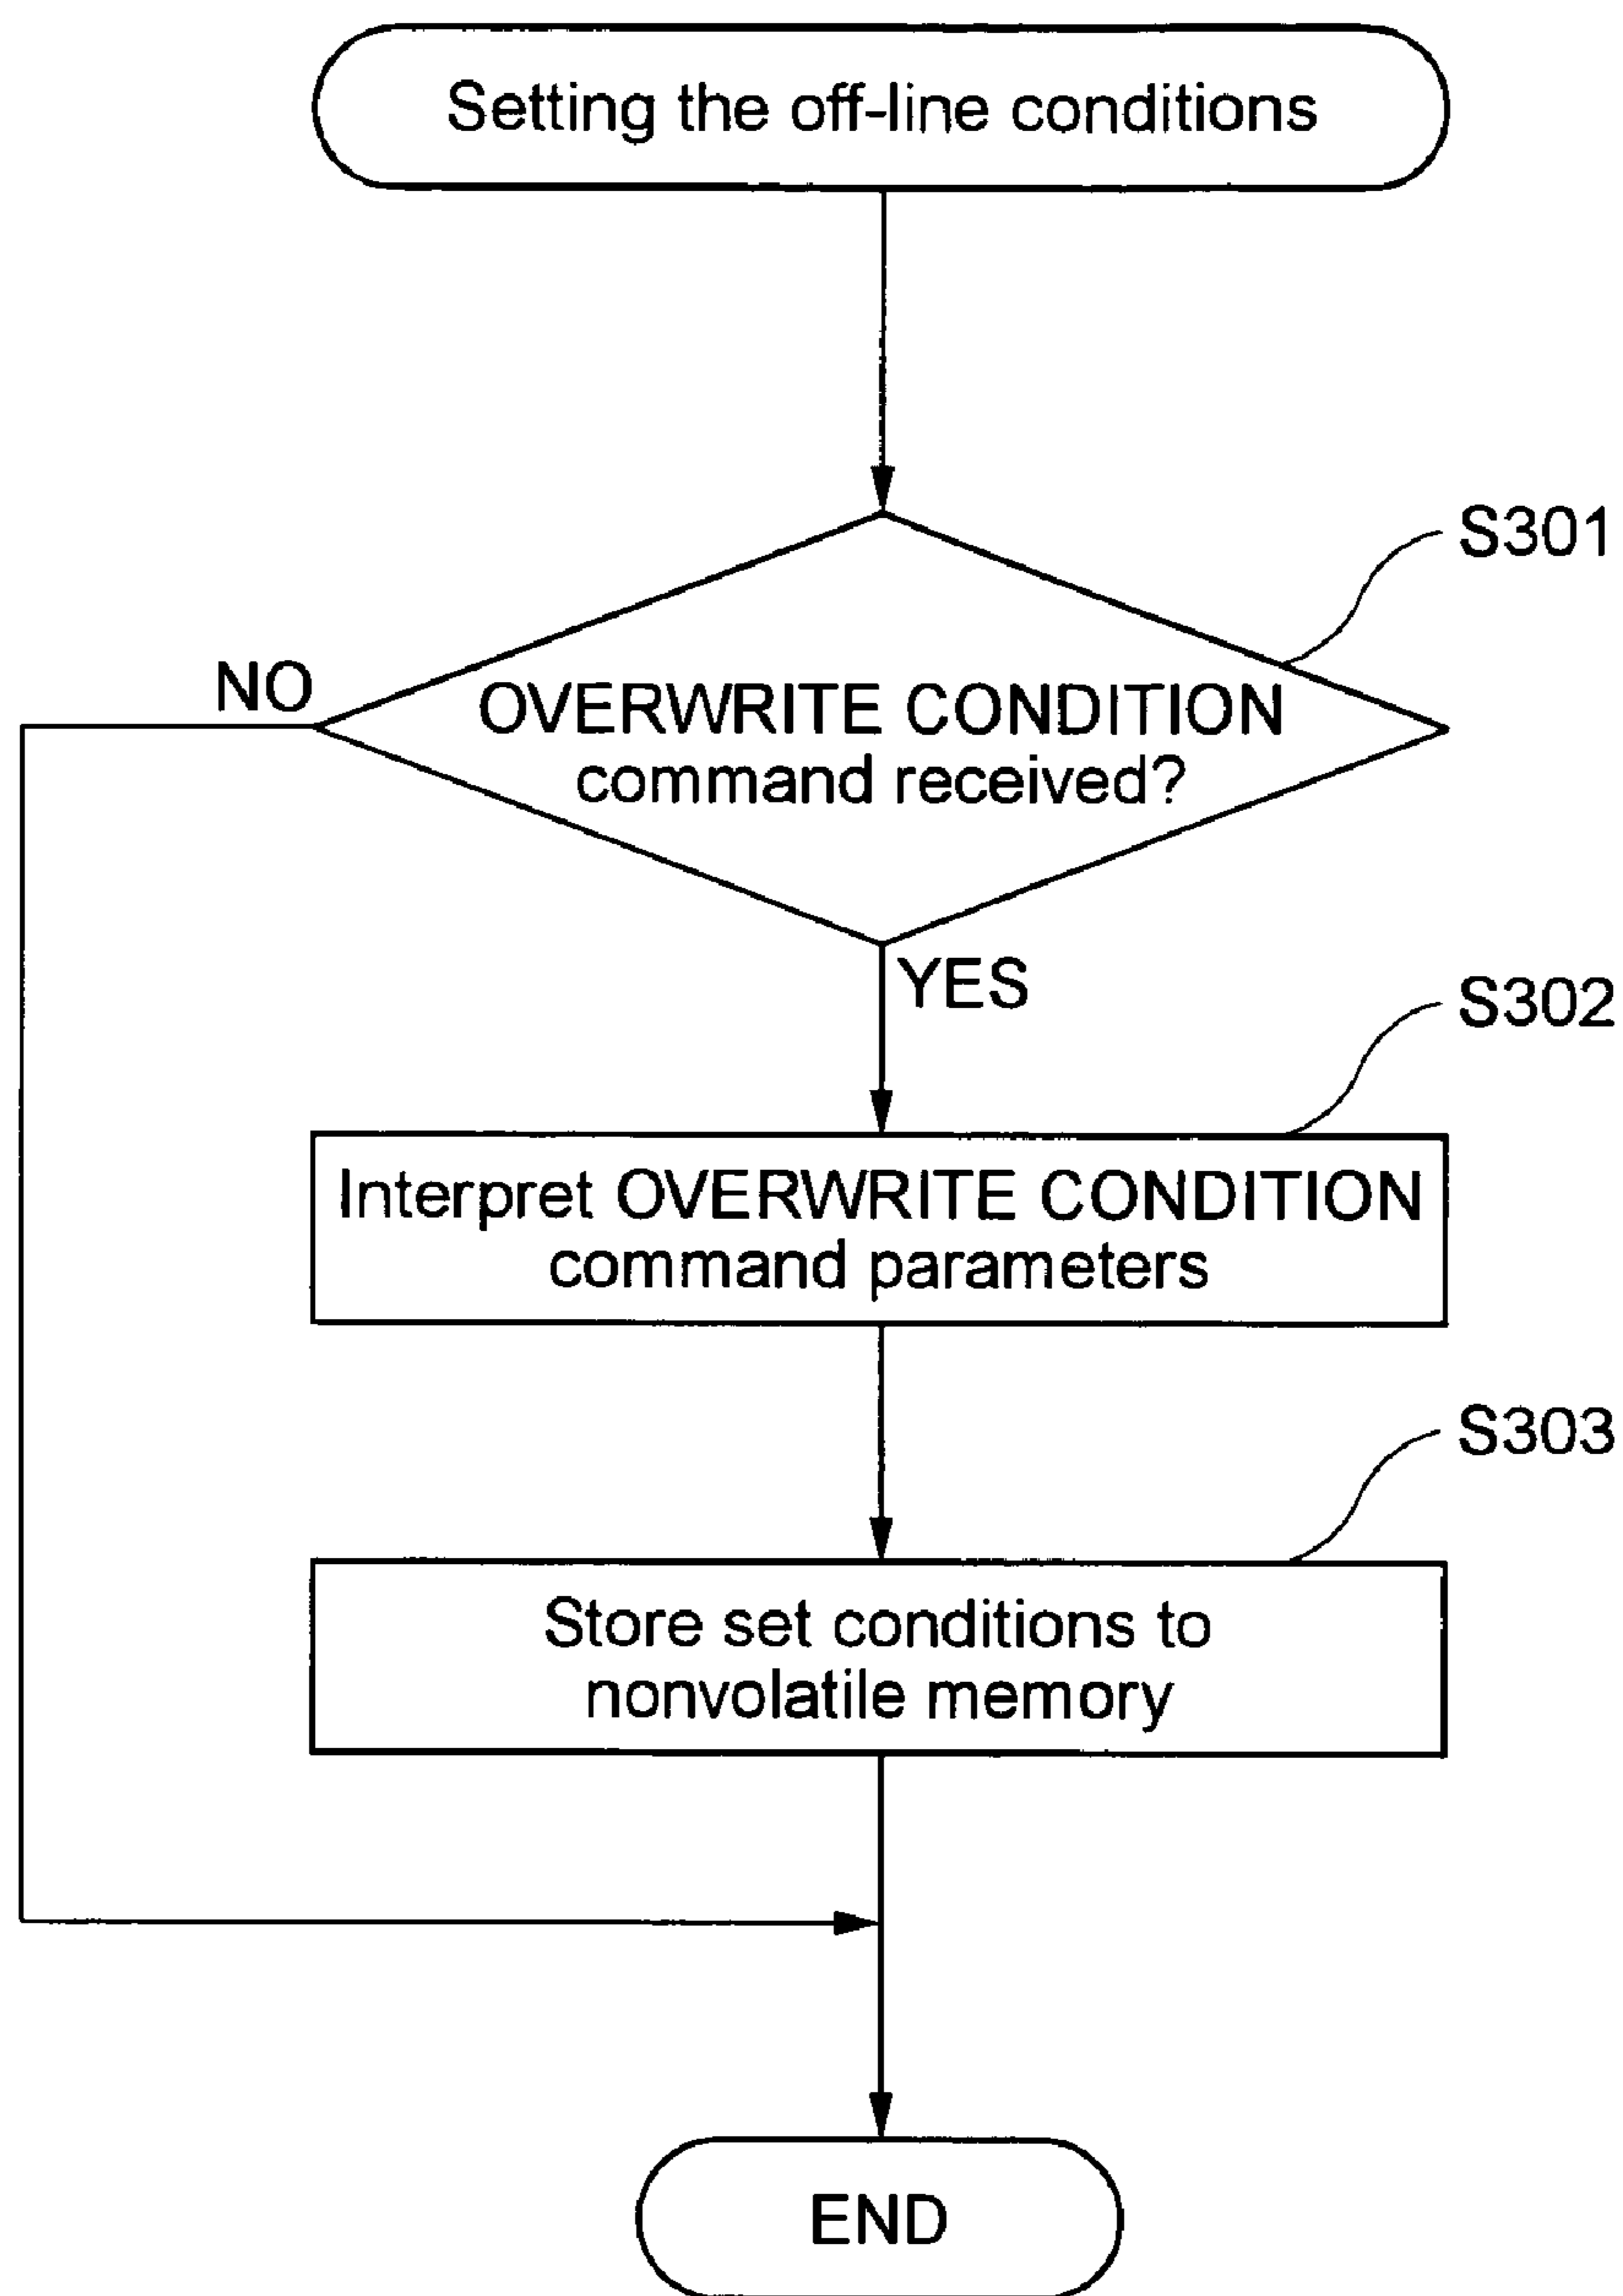 Setting the off-line conditions
S301
NO
OVERWRITE CONDITION
command received?
YES
S302
Interpret OVERWRITE CONDITION
command parameters
S303
Store set conditions to
nonvolatile memory
END